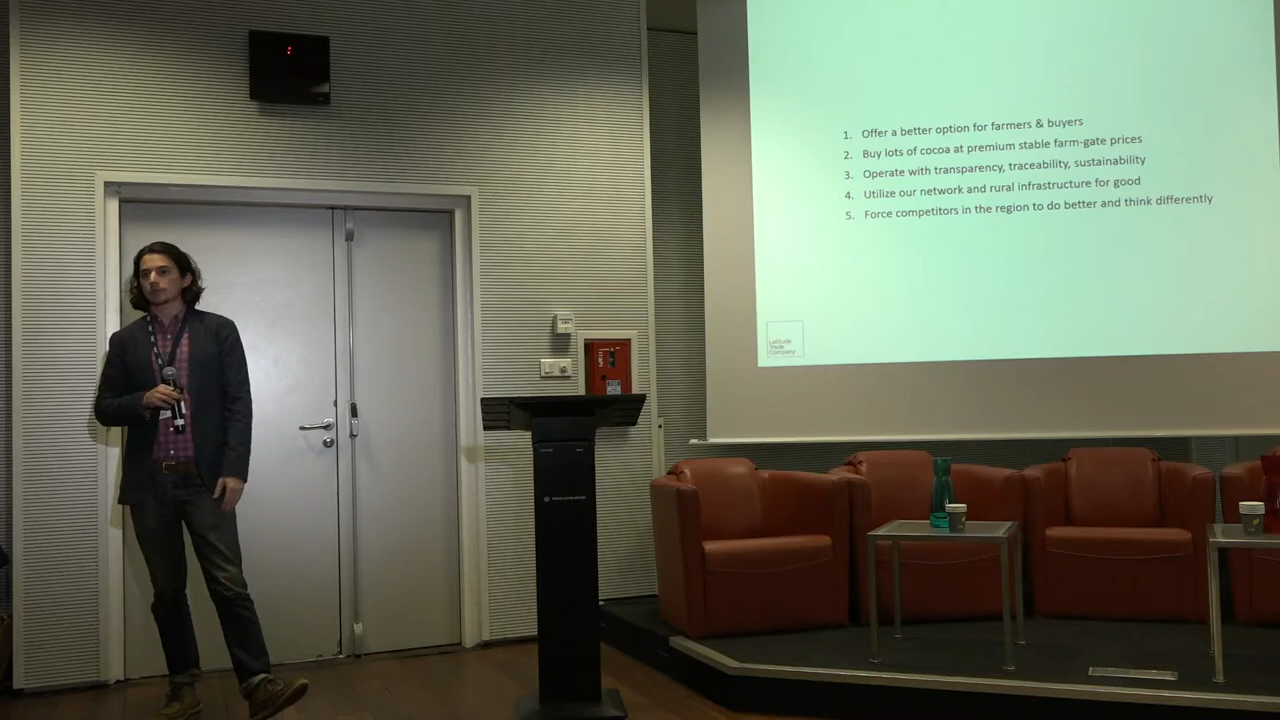 1. Offer a better option for farmers & buyers
2. Buy lots of cocoa at premium stable farm-gate prices
3. Operate with transparency, traceability, sustainability
4. Utilize our network and rural infrastructure for good
5. Force competitors in the region to do better and think differently
Latitude
Trade
Company